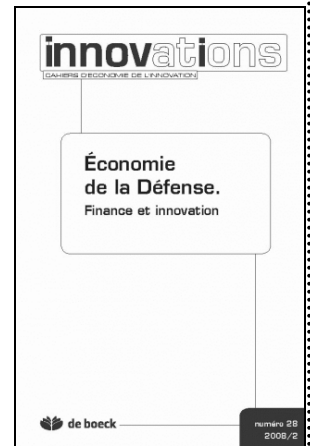 innovations
CAHIERS D'ECONOMIE DE L'INNOVATION
Économie
de la Défense.
Finance et innovation
de boeck
numéro 28
2008/2